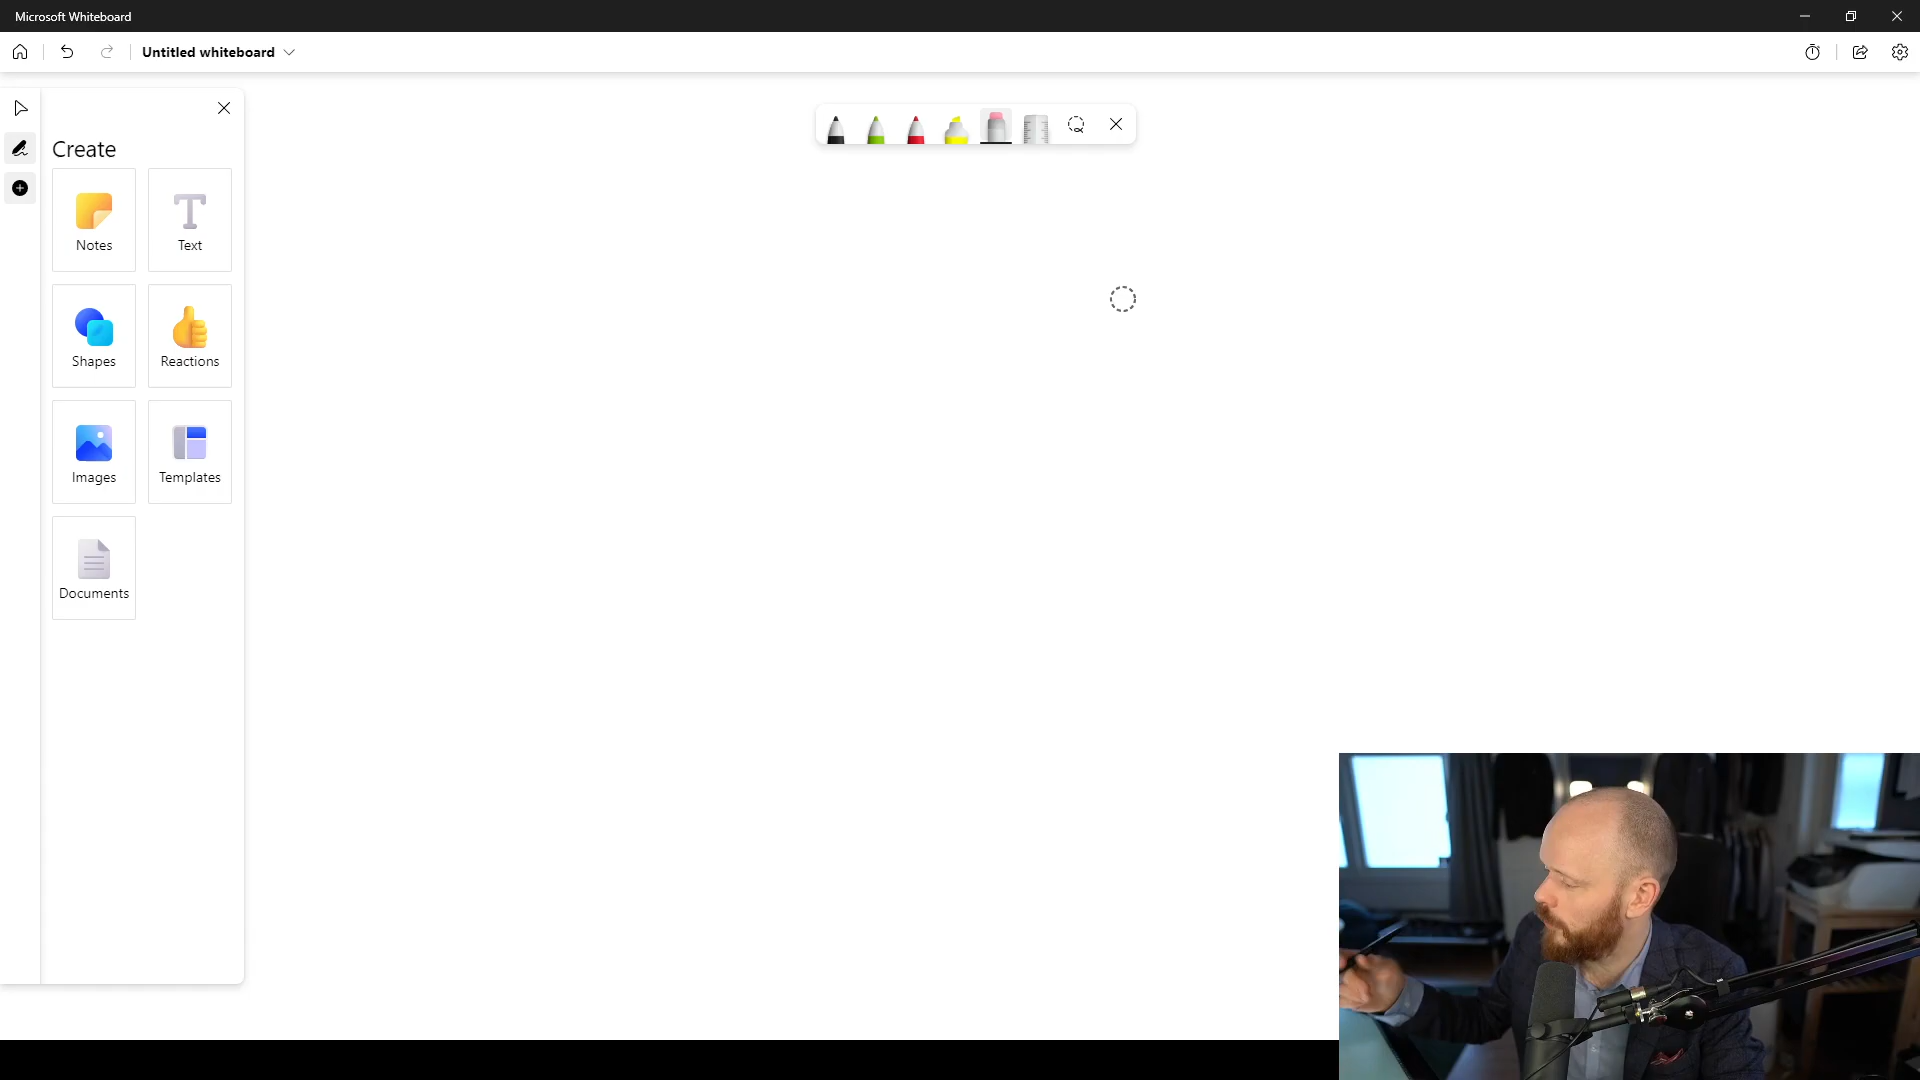 Microsoft Whiteboard
Untitled whiteboard
Create
Notes
Text
Shapes
Reactions
Images
Templates
Documents